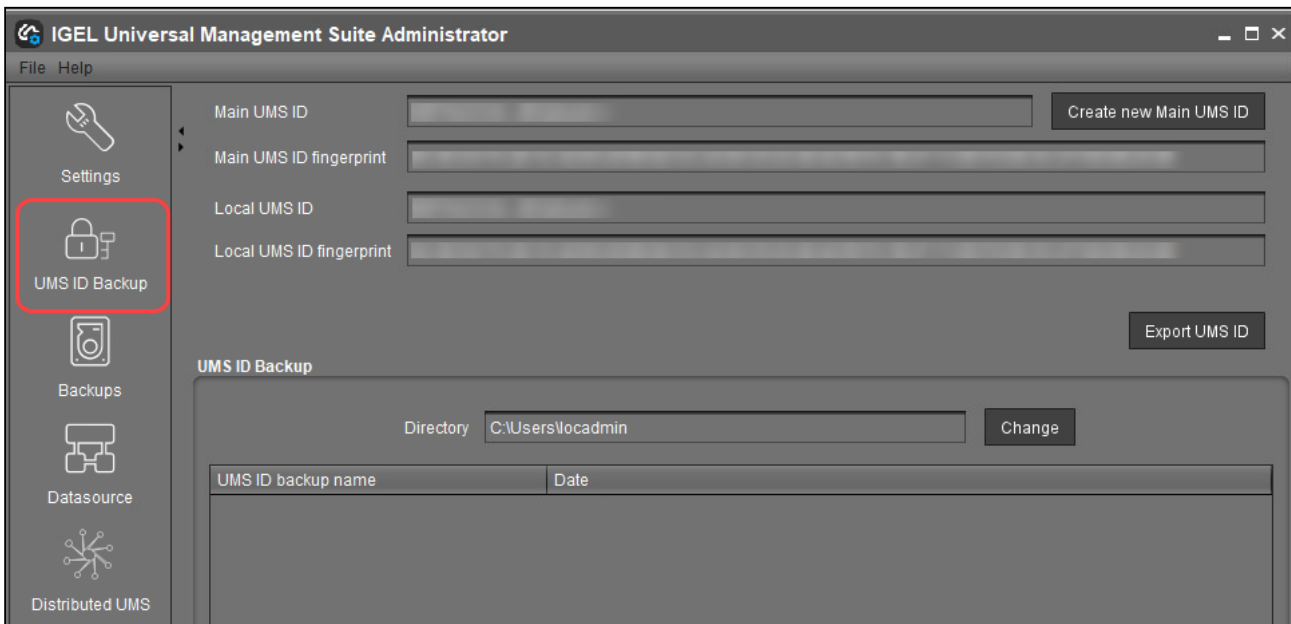 IGEL Universal Management Suite Administrator
File Help
Settings
UMS ID Backup
Backups
Datasource
Distributed UMS
Main UMS ID
Create new Main UMS ID
Main UMS ID fingerprint
Local UMS ID
Local UMS ID fingerprint
Export UMS ID
UMS ID Backup
Directory C:\Users\locadmin Change
UMS ID backup name Date